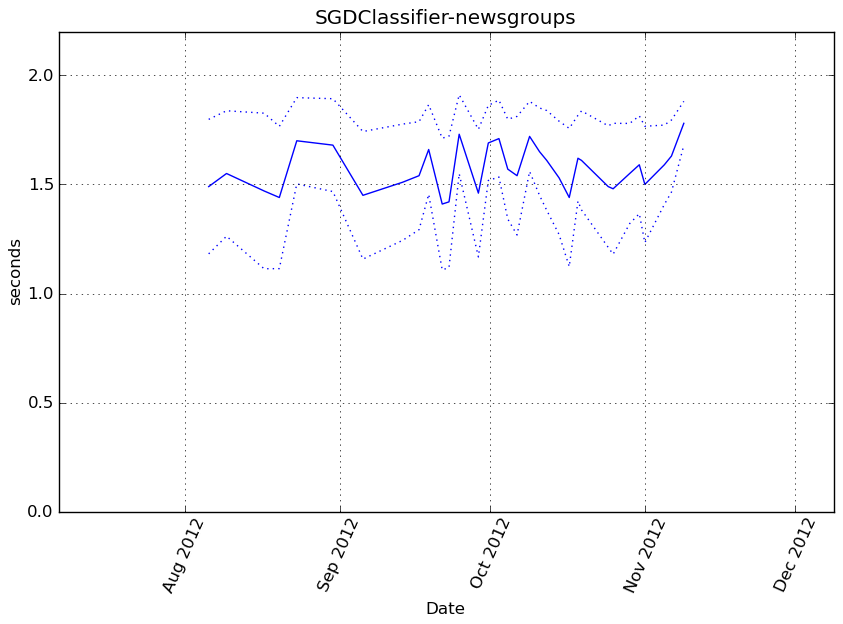 SGDClassifier-newsgroups
2.0
1.5
1.0
0.5
0.0
seconds
Aug 2012
Sep 2012
Oct 2012
Nov 2012
Dec 2012
Date